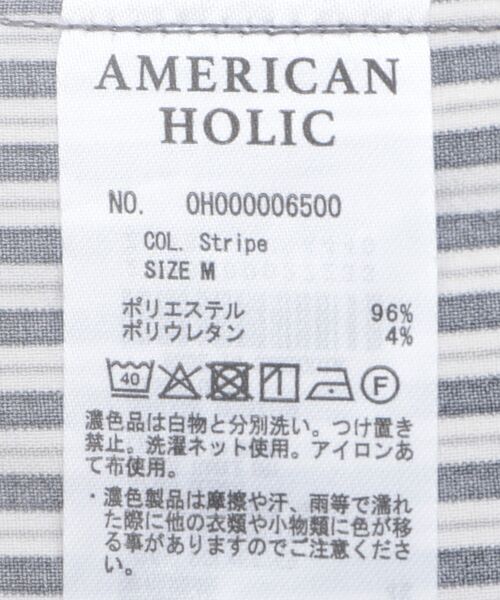 AMERICAN
HOLIC
NO. 0H000006500
COL. Stripe
SIZE M
ポリエステル 96%
ポリウレタン 4%
40 F
濃色品は白物と分別洗い。つけ置き
禁止。洗濯ネット使用。アイロンあ
て布使用。
・濃色製品は摩擦や汗、雨等で濡れ
た際に他の衣類や小物類に色が移
る事がありますのでご注意くださ
い。